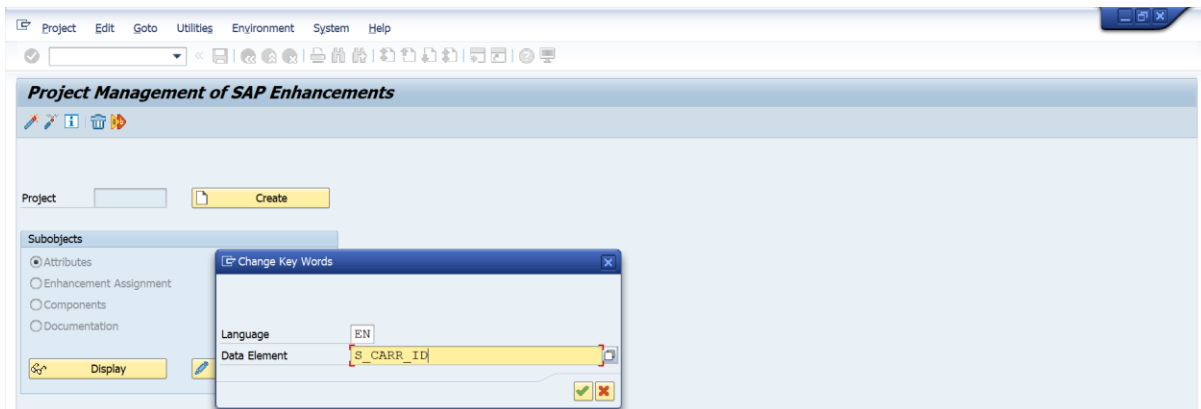 Project Edit Goto Utilities Environment System Help
Project Management of SAP Enhancements
Project Create
Subobjects
Attributes
Enhancement Assignment
Components
Documentation
Display
Change Key Words
Language EN
Data Element S_CARR_ID